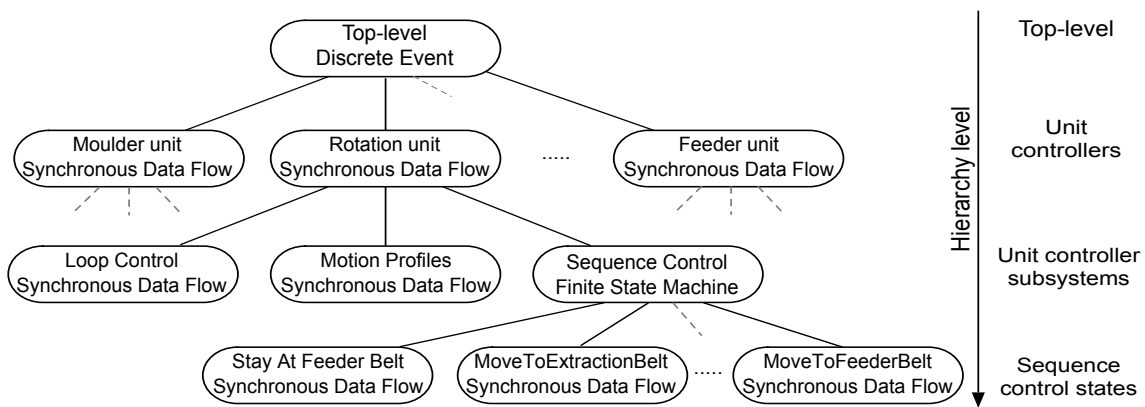 Top-level
Discrete Event
Top-level
Moulder unit
Synchronous Data Flow
Rotation unit
Synchronous Data Flow
.....
Feeder unit
Synchronous Data Flow
Unit
controllers
Hierarchy level
Loop Control
Synchronous Data Flow
Motion Profiles
Synchronous Data Flow
Sequence Control
Finite State Machine
Unit controller
subsystems
Stay At Feeder Belt
Synchronous Data Flow
MoveToExtractionBelt
Synchronous Data Flow
.....
MoveToFeederBelt
Synchronous Data Flow
Sequence
control states